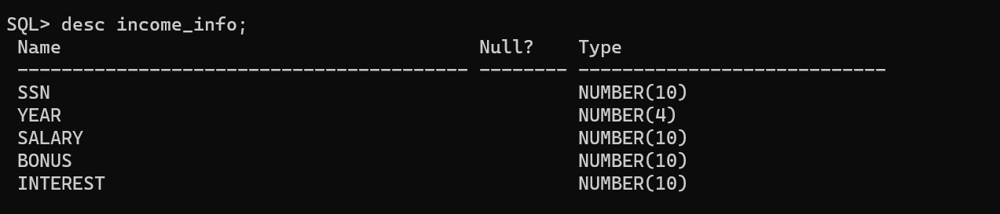 SQL> desc income_info;
Name Null? Type
----------------------------------------- -------- ----------------------------
SSN NUMBER(10)
YEAR NUMBER(4)
SALARY NUMBER(10)
BONUS NUMBER(10)
INTEREST NUMBER(10)